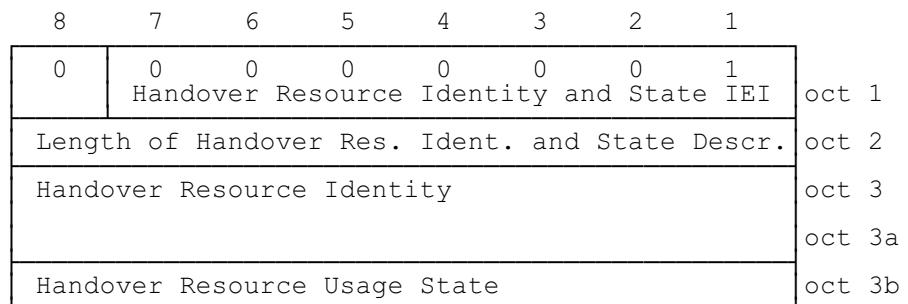 8 7 6 5 4 3 2 1
0 0 0 0 0 0 0 1
Handover Resource Identity and State IEI oct 1
Length of Handover Res. Ident. and State Descr. oct 2
Handover Resource Identity oct 3
oct 3a
Handover Resource Usage State oct 3b